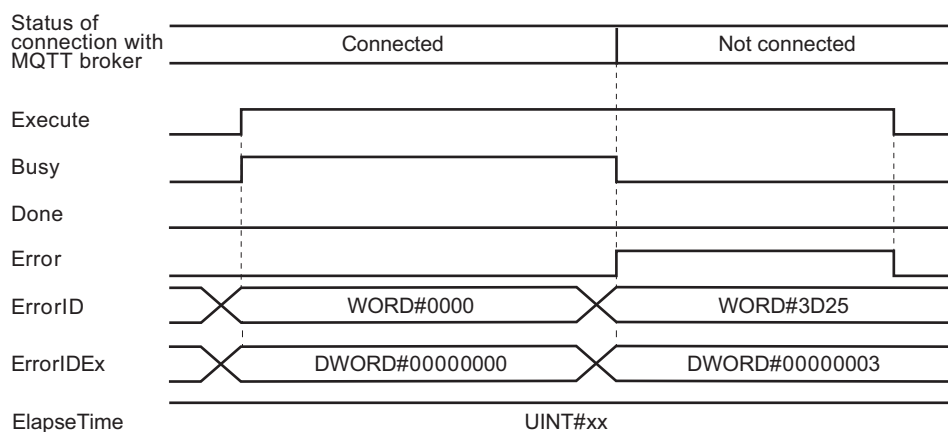 Status of
connection with
MQTT broker
Connected
Not connected
Execute
Busy
Done
Error
ErrorID
WORD#0000
WORD#3D25
ErrorIDEx
DWORD#00000000
DWORD#00000003
ElapseTime
UINT#xx